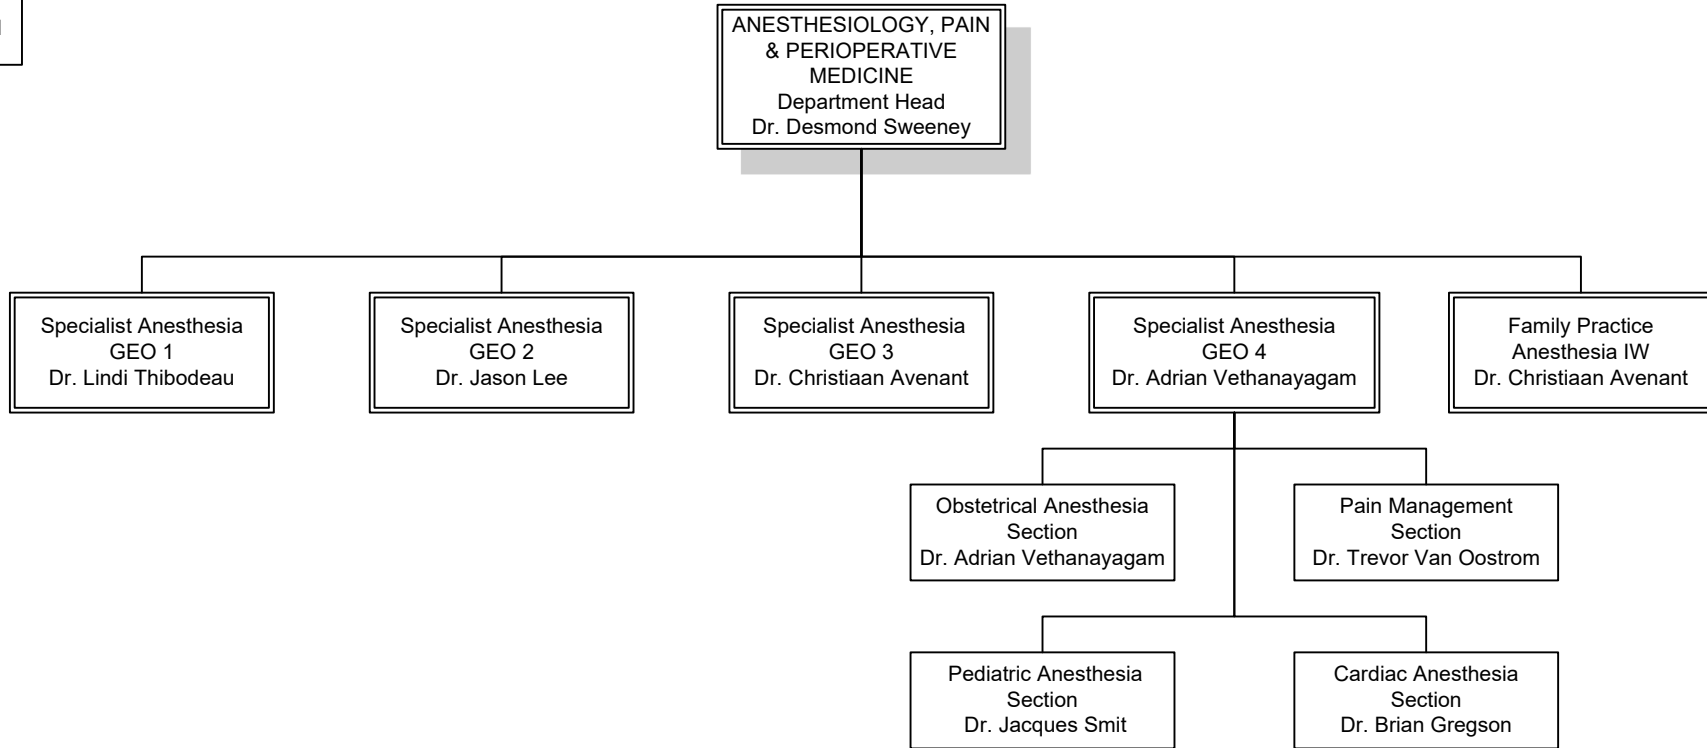 ANESTHESIOLOGY, PAIN
& PERIOPERATIVE
MEDICINE
Department Head
Dr. Desmond Sweeney
Specialist Anesthesia
GEO 1
Dr. Lindi Thibodeau
Specialist Anesthesia
GEO 2
Dr. Jason Lee
Specialist Anesthesia
GEO 3
Dr. Christiaan Avenant
Specialist Anesthesia
GEO 4
Dr. Adrian Vethanayagam
Family Practice
Anesthesia IW
Dr. Christiaan Avenant
Obstetrical Anesthesia
Section
Dr. Adrian Vethanayagam
Pain Management
Section
Dr. Trevor Van Oostrom
Pediatric Anesthesia
Section
Dr. Jacques Smit
Cardiac Anesthesia
Section
Dr. Brian Gregson